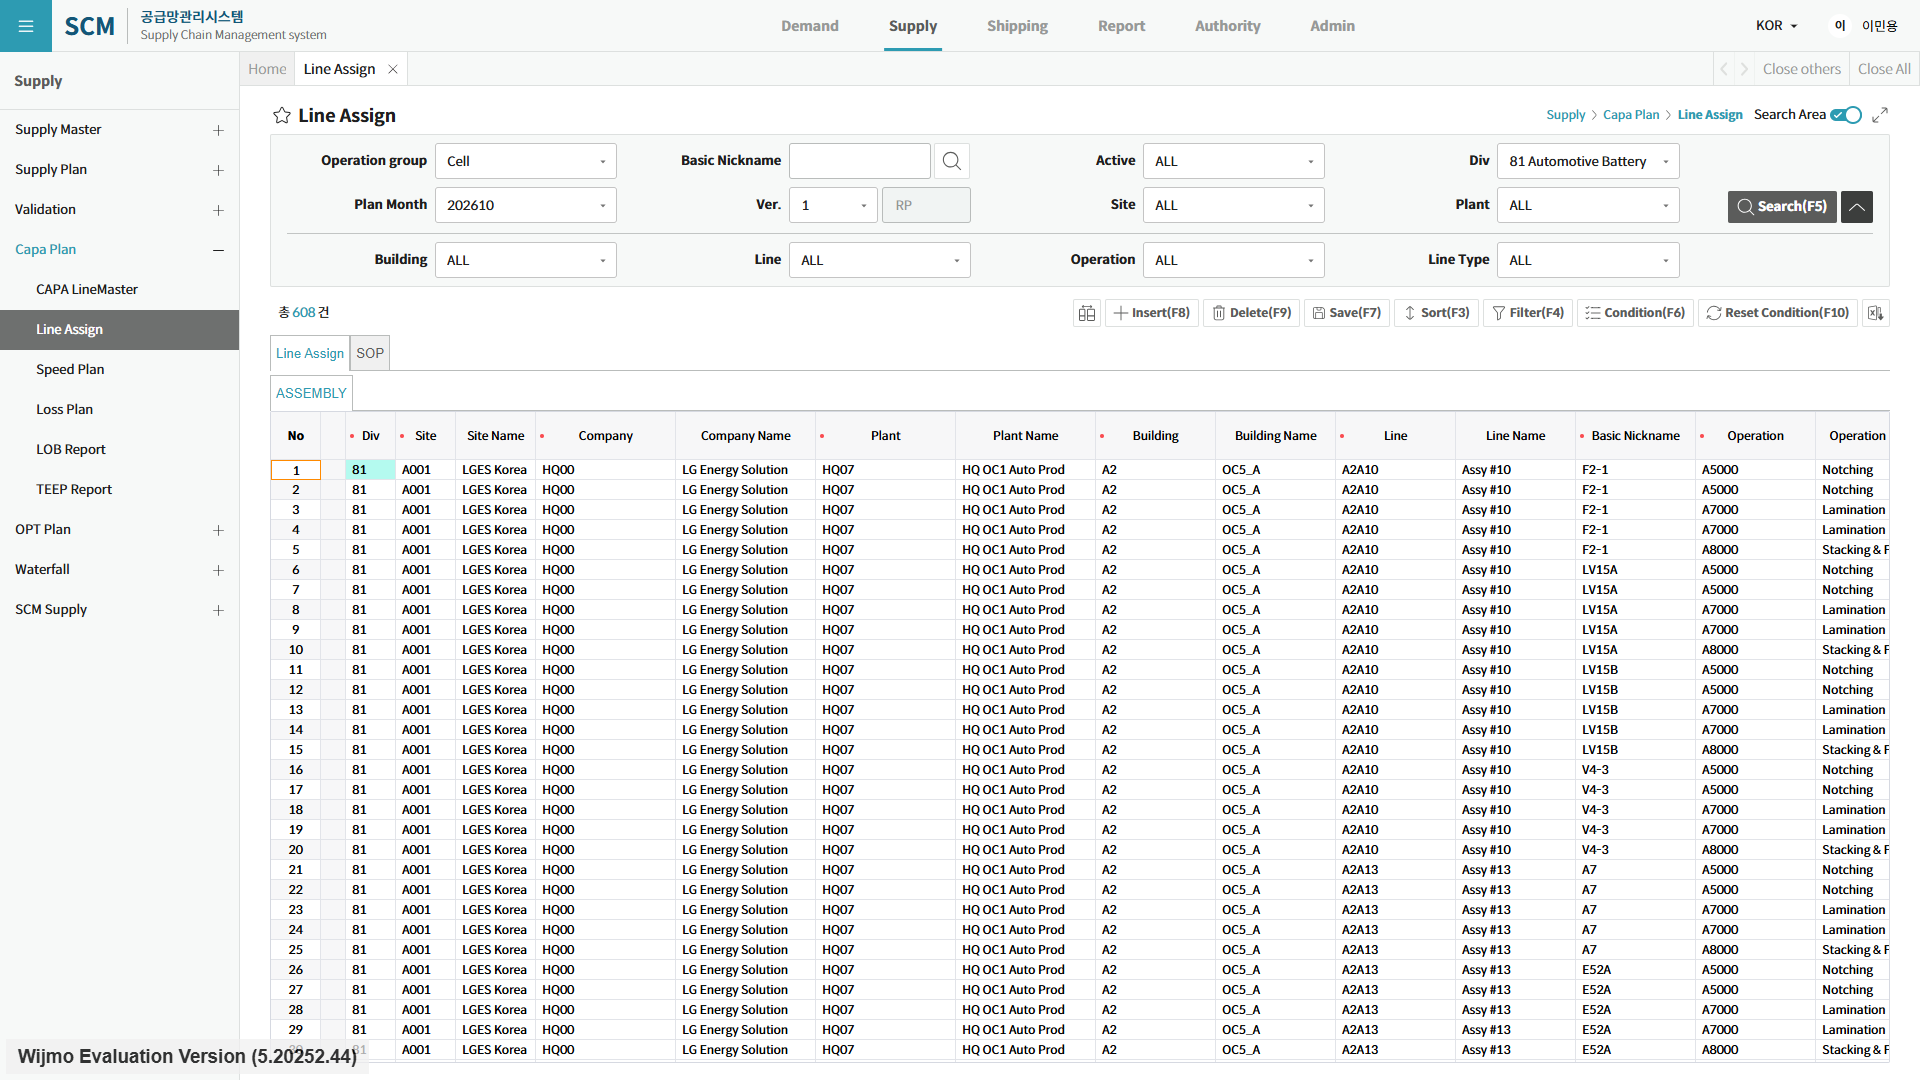 SCM 공급망관리시스템
Supply Chain Management system
Demand Supply Shipping Report Authority Admin
KOR 이 이민용
Supply
Home Line Assign
Close others Close All
Supply Master
Supply Plan
Validation
Capa Plan
CAPA LineMaster
Line Assign
Speed Plan
Loss Plan
LOB Report
TEEP Report
OPT Plan
Waterfall
SCM Supply
Line Assign
Supply > Capa Plan > Line Assign Search Area
Operation group Cell Basic Nickname Active ALL Div 81 Automotive Battery
Plan Month 202610 Ver. 1 RP Site ALL Plant ALL Search(F5)
Building ALL Line ALL Operation ALL Line Type ALL
총 608 건
Insert(F8) Delete(F9) Save(F7) Sort(F3) Filter(F4) Condition(F6) Reset Condition(F10)
Line Assign SOP
ASSEMBLY
No Div Site Site Name Company Company Name Plant Plant Name Building Building Name Line Line Name Basic Nickname Operation Operation
1 81 A001 LGES Korea HQ00 LG Energy Solution HQ07 HQ OC1 Auto Prod A2 OC5_A A2A10 Assy #10 F2-1 A5000 Notching
2 81 A001 LGES Korea HQ00 LG Energy Solution HQ07 HQ OC1 Auto Prod A2 OC5_A A2A10 Assy #10 F2-1 A5000 Notching
3 81 A001 LGES Korea HQ00 LG Energy Solution HQ07 HQ OC1 Auto Prod A2 OC5_A A2A10 Assy #10 F2-1 A7000 Lamination
4 81 A001 LGES Korea HQ00 LG Energy Solution HQ07 HQ OC1 Auto Prod A2 OC5_A A2A10 Assy #10 F2-1 A7000 Lamination
5 81 A001 LGES Korea HQ00 LG Energy Solution HQ07 HQ OC1 Auto Prod A2 OC5_A A2A10 Assy #10 F2-1 A8000 Stacking & F
6 81 A001 LGES Korea HQ00 LG Energy Solution HQ07 HQ OC1 Auto Prod A2 OC5_A A2A10 Assy #10 LV15A A5000 Notching
7 81 A001 LGES Korea HQ00 LG Energy Solution HQ07 HQ OC1 Auto Prod A2 OC5_A A2A10 Assy #10 LV15A A5000 Notching
8 81 A001 LGES Korea HQ00 LG Energy Solution HQ07 HQ OC1 Auto Prod A2 OC5_A A2A10 Assy #10 LV15A A7000 Lamination
9 81 A001 LGES Korea HQ00 LG Energy Solution HQ07 HQ OC1 Auto Prod A2 OC5_A A2A10 Assy #10 LV15A A7000 Lamination
10 81 A001 LGES Korea HQ00 LG Energy Solution HQ07 HQ OC1 Auto Prod A2 OC5_A A2A10 Assy #10 LV15A A8000 Stacking & F
11 81 A001 LGES Korea HQ00 LG Energy Solution HQ07 HQ OC1 Auto Prod A2 OC5_A A2A10 Assy #10 LV15B A5000 Notching
12 81 A001 LGES Korea HQ00 LG Energy Solution HQ07 HQ OC1 Auto Prod A2 OC5_A A2A10 Assy #10 LV15B A5000 Notching
13 81 A001 LGES Korea HQ00 LG Energy Solution HQ07 HQ OC1 Auto Prod A2 OC5_A A2A10 Assy #10 LV15B A7000 Lamination
14 81 A001 LGES Korea HQ00 LG Energy Solution HQ07 HQ OC1 Auto Prod A2 OC5_A A2A10 Assy #10 LV15B A7000 Lamination
15 81 A001 LGES Korea HQ00 LG Energy Solution HQ07 HQ OC1 Auto Prod A2 OC5_A A2A10 Assy #10 LV15B A8000 Stacking & F
16 81 A001 LGES Korea HQ00 LG Energy Solution HQ07 HQ OC1 Auto Prod A2 OC5_A A2A10 Assy #10 V4-3 A5000 Notching
17 81 A001 LGES Korea HQ00 LG Energy Solution HQ07 HQ OC1 Auto Prod A2 OC5_A A2A10 Assy #10 V4-3 A5000 Notching
18 81 A001 LGES Korea HQ00 LG Energy Solution HQ07 HQ OC1 Auto Prod A2 OC5_A A2A10 Assy #10 V4-3 A7000 Lamination
19 81 A001 LGES Korea HQ00 LG Energy Solution HQ07 HQ OC1 Auto Prod A2 OC5_A A2A10 Assy #10 V4-3 A7000 Lamination
20 81 A001 LGES Korea HQ00 LG Energy Solution HQ07 HQ OC1 Auto Prod A2 OC5_A A2A10 Assy #10 V4-3 A8000 Stacking & F
21 81 A001 LGES Korea HQ00 LG Energy Solution HQ07 HQ OC1 Auto Prod A2 OC5_A A2A13 Assy #13 A7 A5000 Notching
22 81 A001 LGES Korea HQ00 LG Energy Solution HQ07 HQ OC1 Auto Prod A2 OC5_A A2A13 Assy #13 A7 A5000 Notching
23 81 A001 LGES Korea HQ00 LG Energy Solution HQ07 HQ OC1 Auto Prod A2 OC5_A A2A13 Assy #13 A7 A7000 Lamination
24 81 A001 LGES Korea HQ00 LG Energy Solution HQ07 HQ OC1 Auto Prod A2 OC5_A A2A13 Assy #13 A7 A7000 Lamination
25 81 A001 LGES Korea HQ00 LG Energy Solution HQ07 HQ OC1 Auto Prod A2 OC5_A A2A13 Assy #13 A7 A8000 Stacking & F
26 81 A001 LGES Korea HQ00 LG Energy Solution HQ07 HQ OC1 Auto Prod A2 OC5_A A2A13 Assy #13 E52A A5000 Notching
27 81 A001 LGES Korea HQ00 LG Energy Solution HQ07 HQ OC1 Auto Prod A2 OC5_A A2A13 Assy #13 E52A A5000 Notching
28 81 A001 LGES Korea HQ00 LG Energy Solution HQ07 HQ OC1 Auto Prod A2 OC5_A A2A13 Assy #13 E52A A7000 Lamination
29 81 A001 LGES Korea HQ00 LG Energy Solution HQ07 HQ OC1 Auto Prod A2 OC5_A A2A13 Assy #13 E52A A7000 Lamination
81 A001 LGES Korea HQ00 LG Energy Solution HQ07 HQ OC1 Auto Prod A2 OC5_A A2A13 Assy #13 E52A A8000 Stacking & F
Wijmo Evaluation Version (5.20252.44)